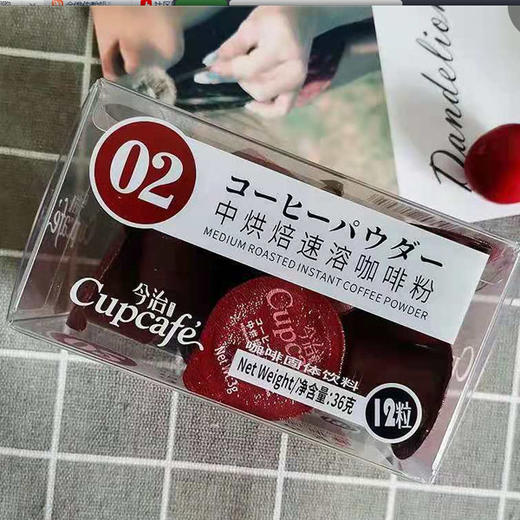 Dandelion
02
コーヒーパウダー
中烘焙速溶咖啡粉
MEDIUM ROASTED INSTANT COFFEE POWDER
今治
Cupcafé
今治
Cupcafé
咖啡固体饮料
Net Weight/净含量:36克
12粒